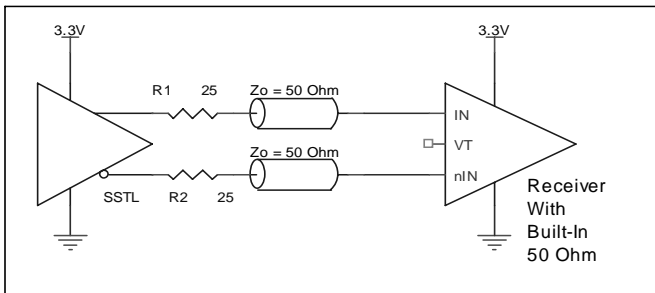 3.3V
3.3V
R1 25
Zo = 50 Ohm
IN
Zo = 50 Ohm
VT
nIN
SSTL
R2 25
Receiver
With
Built-In
50 Ohm